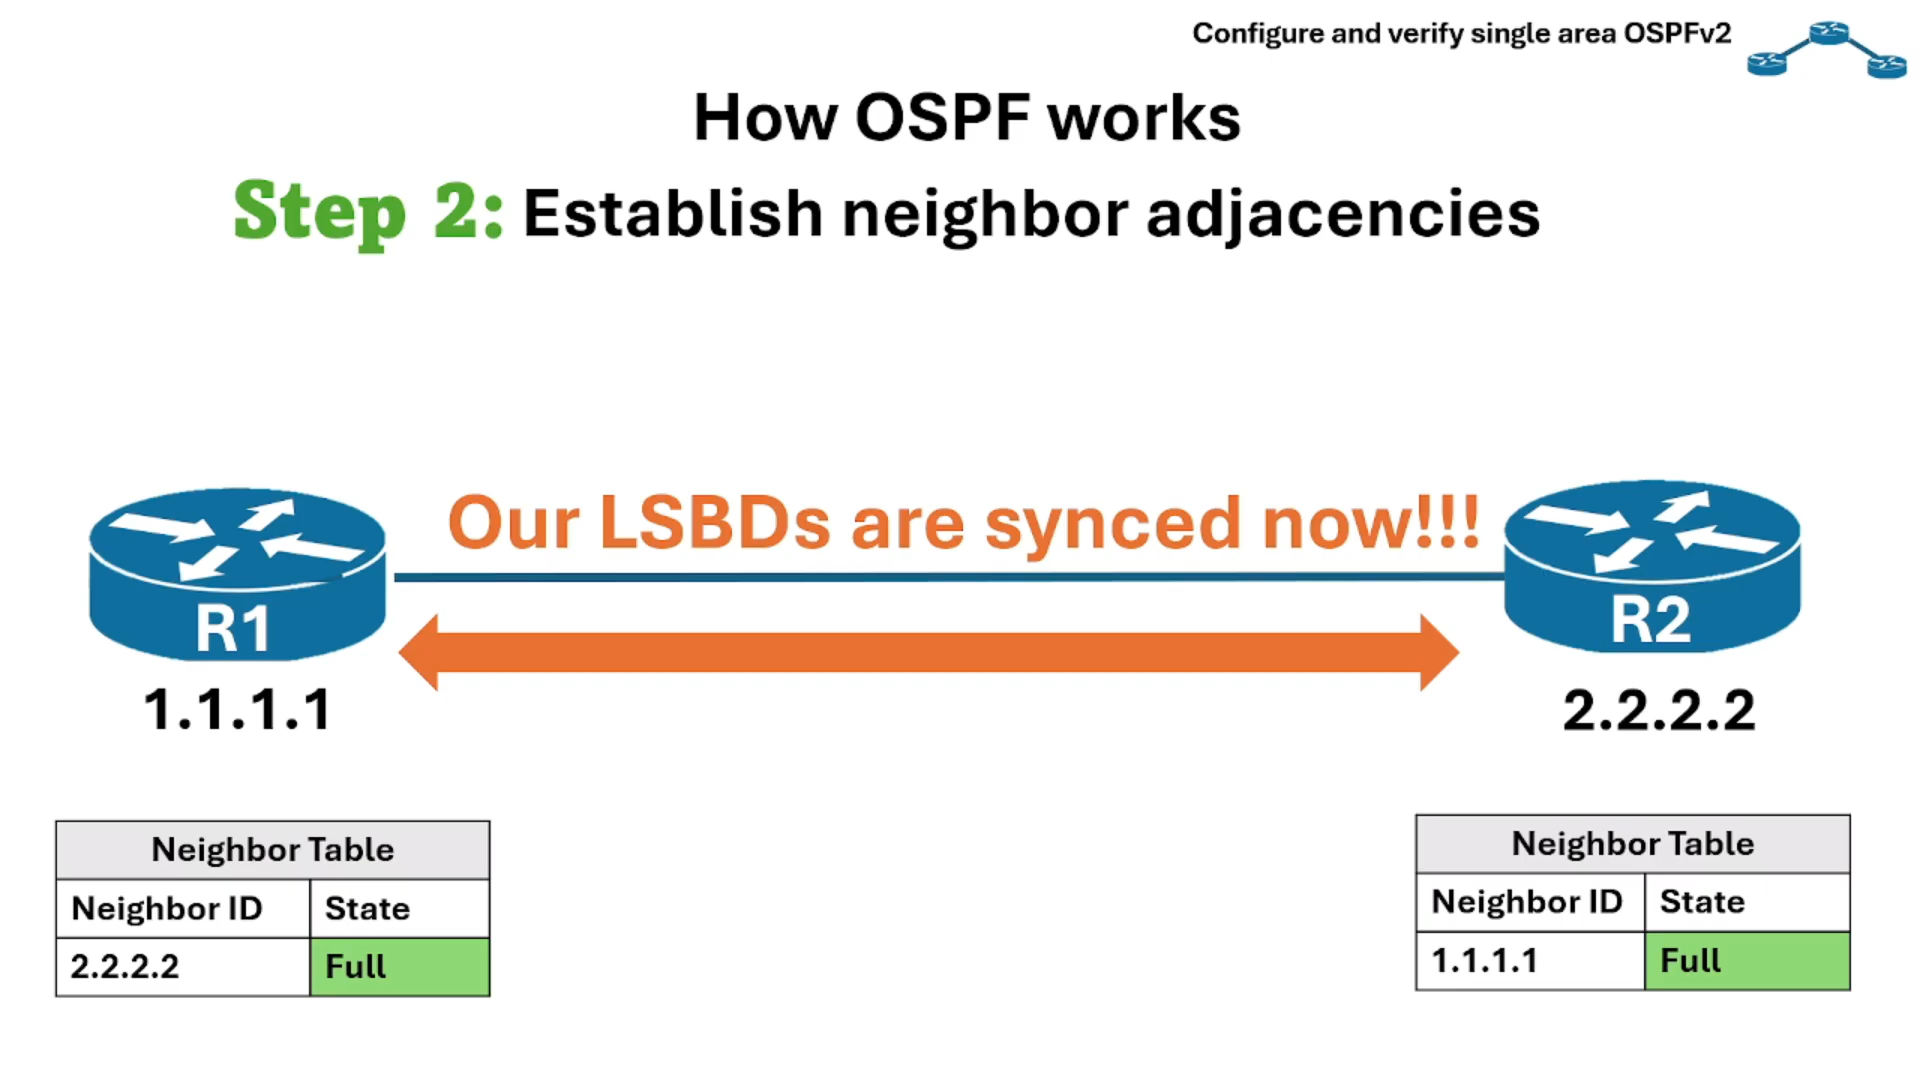 Configure and verify single area OSPFv2
How OSPF works
Step 2: Establish neighbor adjacencies
Our LSBDs are synced now!!!
R1
R2
1.1.1.1
2.2.2.2
Neighbor Table
Neighbor ID State
2.2.2.2 Full
Neighbor Table
Neighbor ID State
1.1.1.1 Full